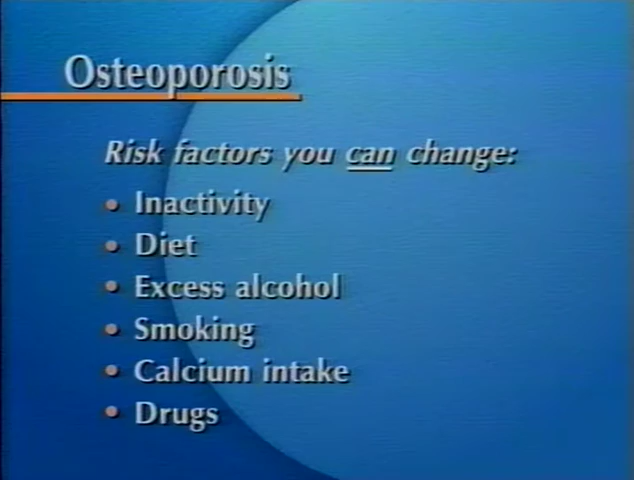 Osteoporosis
Risk factors you can change:
• Inactivity
• Diet
• Excess alcohol
• Smoking
• Calcium intake
• Drugs